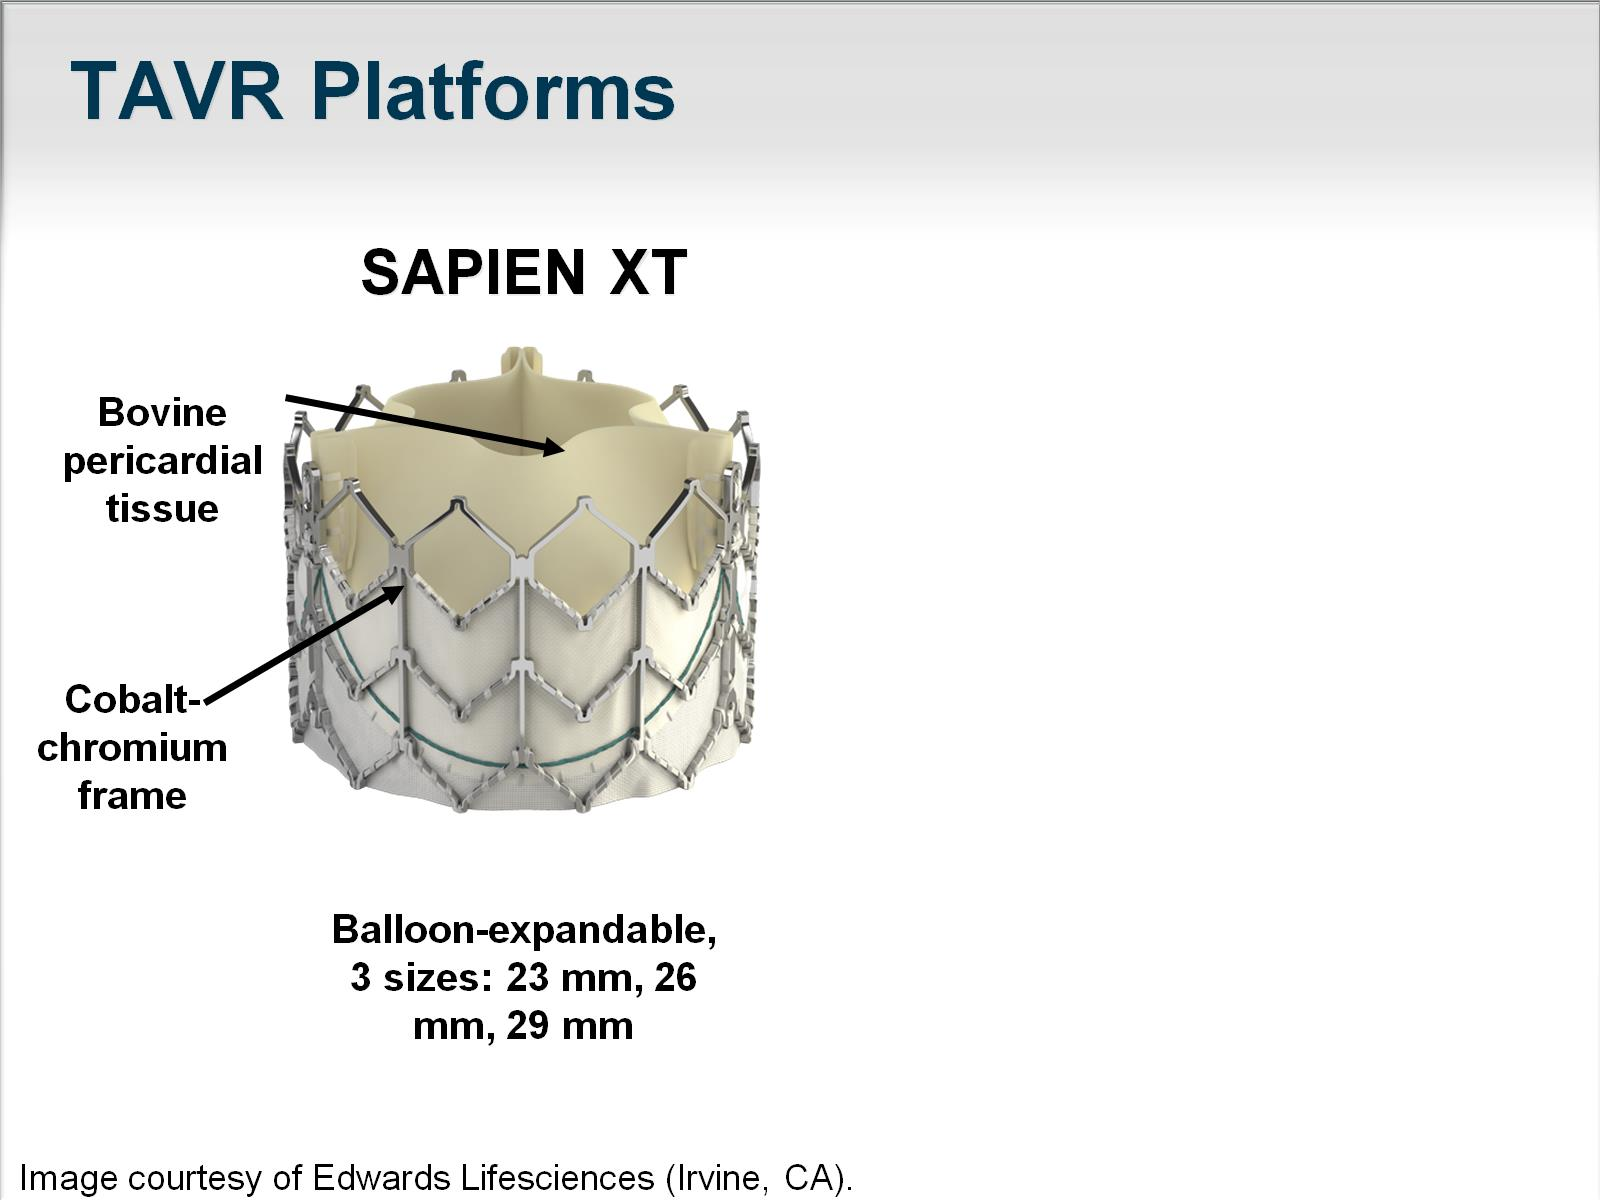 TAVR Platforms
SAPIEN XT
Bovine
pericardial
tissue
Cobalt-
chromium
frame
Balloon-expandable,
3 sizes: 23 mm, 26
mm, 29 mm
Image courtesy of Edwards Lifesciences (Irvine, CA).